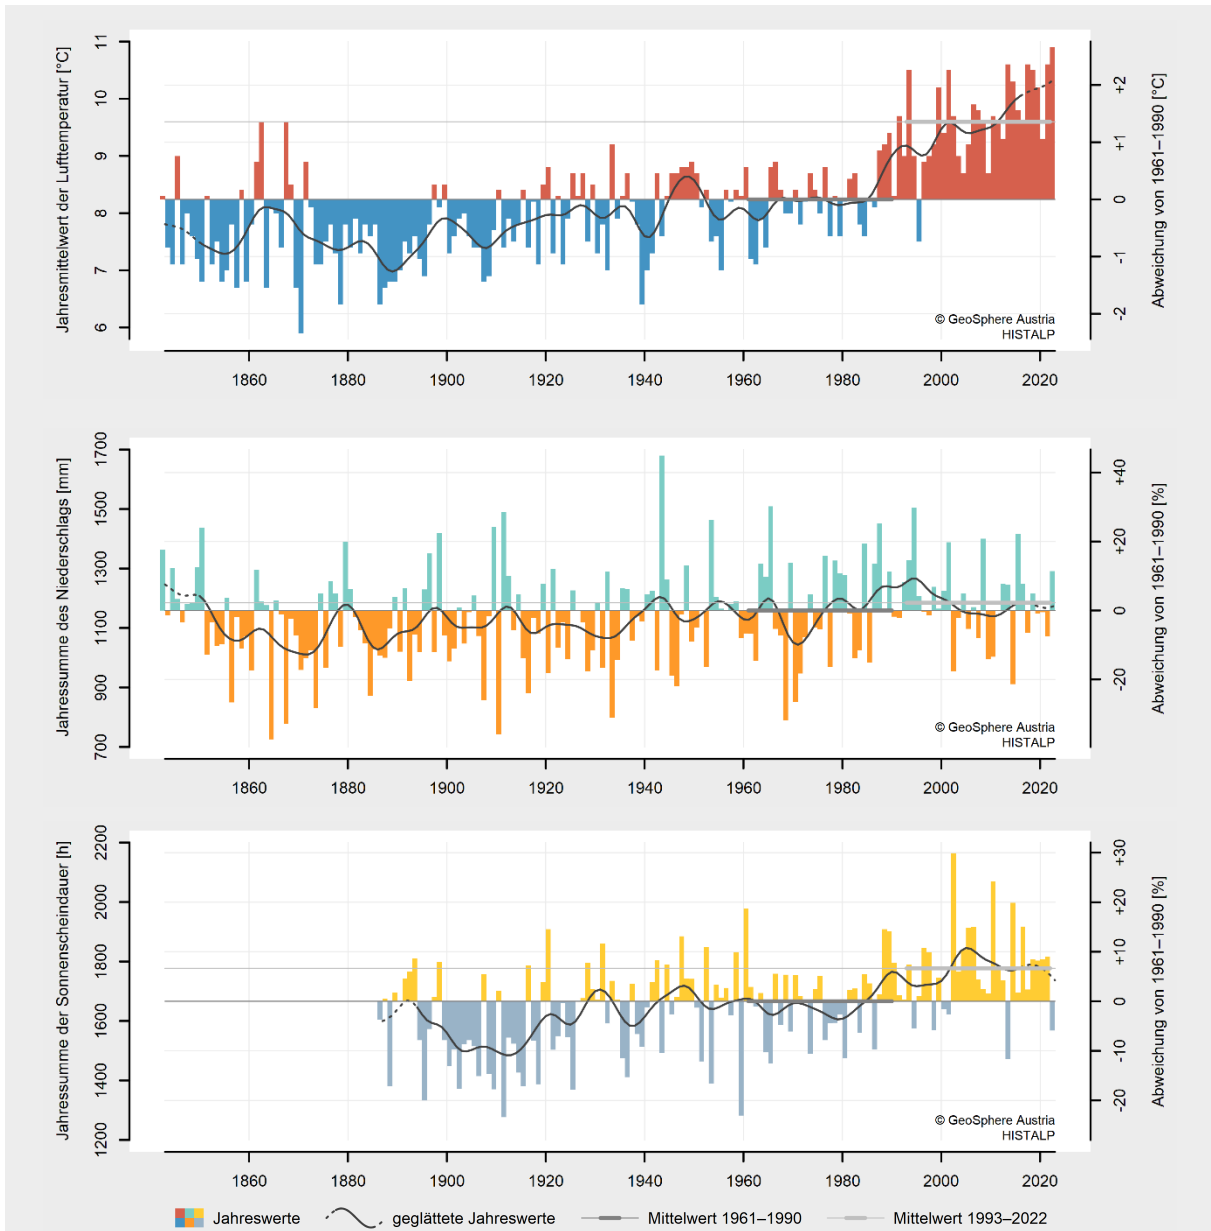 Jahresmittelwert der Lufttemperatur [°C]
11
10
9
8
7
6
+2
+1
0
-1
-2
Abweichung von 1961–1990 [°C]
© GeoSphere Austria
HISTALP
1860 1880 1900 1920 1940 1960 1980 2000 2020
Jahressumme des Niederschlags [mm]
1700
1500
1300
1100
900
700
+40
+20
0
-20
Abweichung von 1961–1990 [%]
© GeoSphere Austria
HISTALP
1860 1880 1900 1920 1940 1960 1980 2000 2020
Jahressumme der Sonnenscheindauer [h]
2200
2000
1800
1600
1400
1200
+30
+20
+10
0
-10
-20
Abweichung von 1961–1990 [%]
© GeoSphere Austria
HISTALP
1860 1880 1900 1920 1940 1960 1980 2000 2020
Jahreswerte geglättete Jahreswerte Mittelwert 1961–1990 Mittelwert 1993–2022